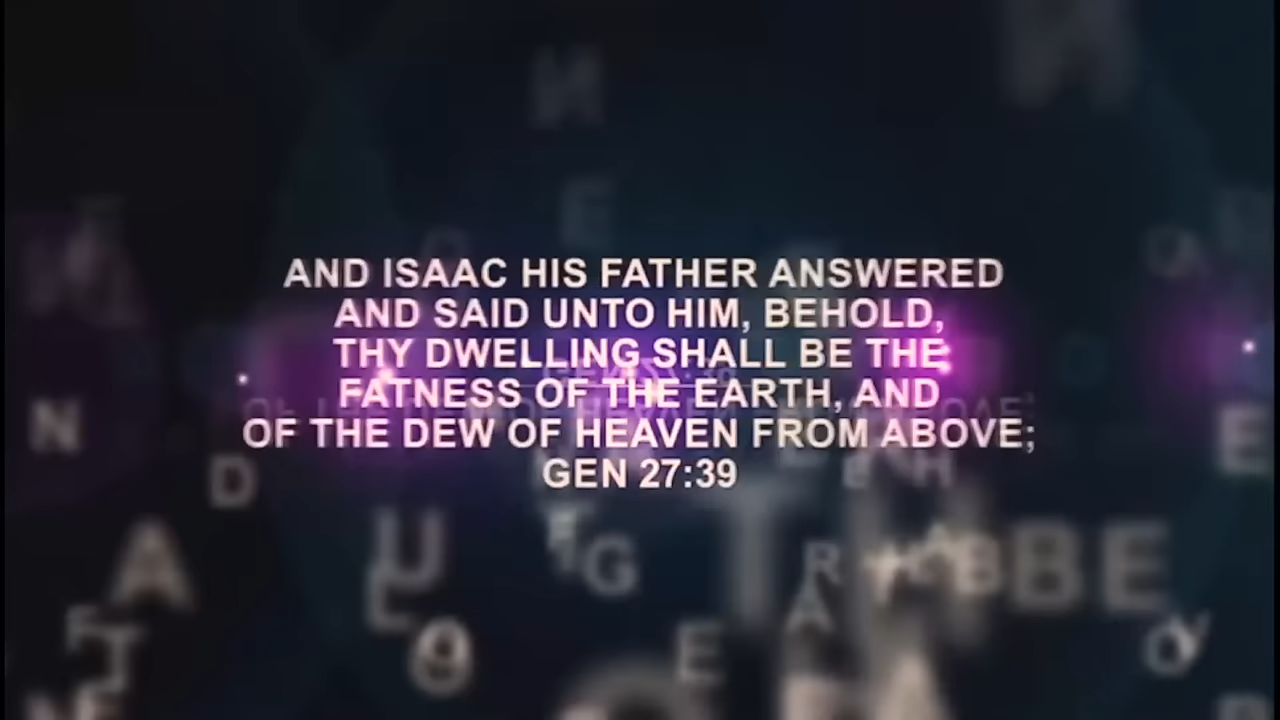 AND ISAAC HIS FATHER ANSWERED
AND SAID UNTO HIM, BEHOLD,
THY DWELLING SHALL BE THE
FATNESS OF THE EARTH, AND
OF THE DEW OF HEAVEN FROM ABOVE;
GEN 27:39